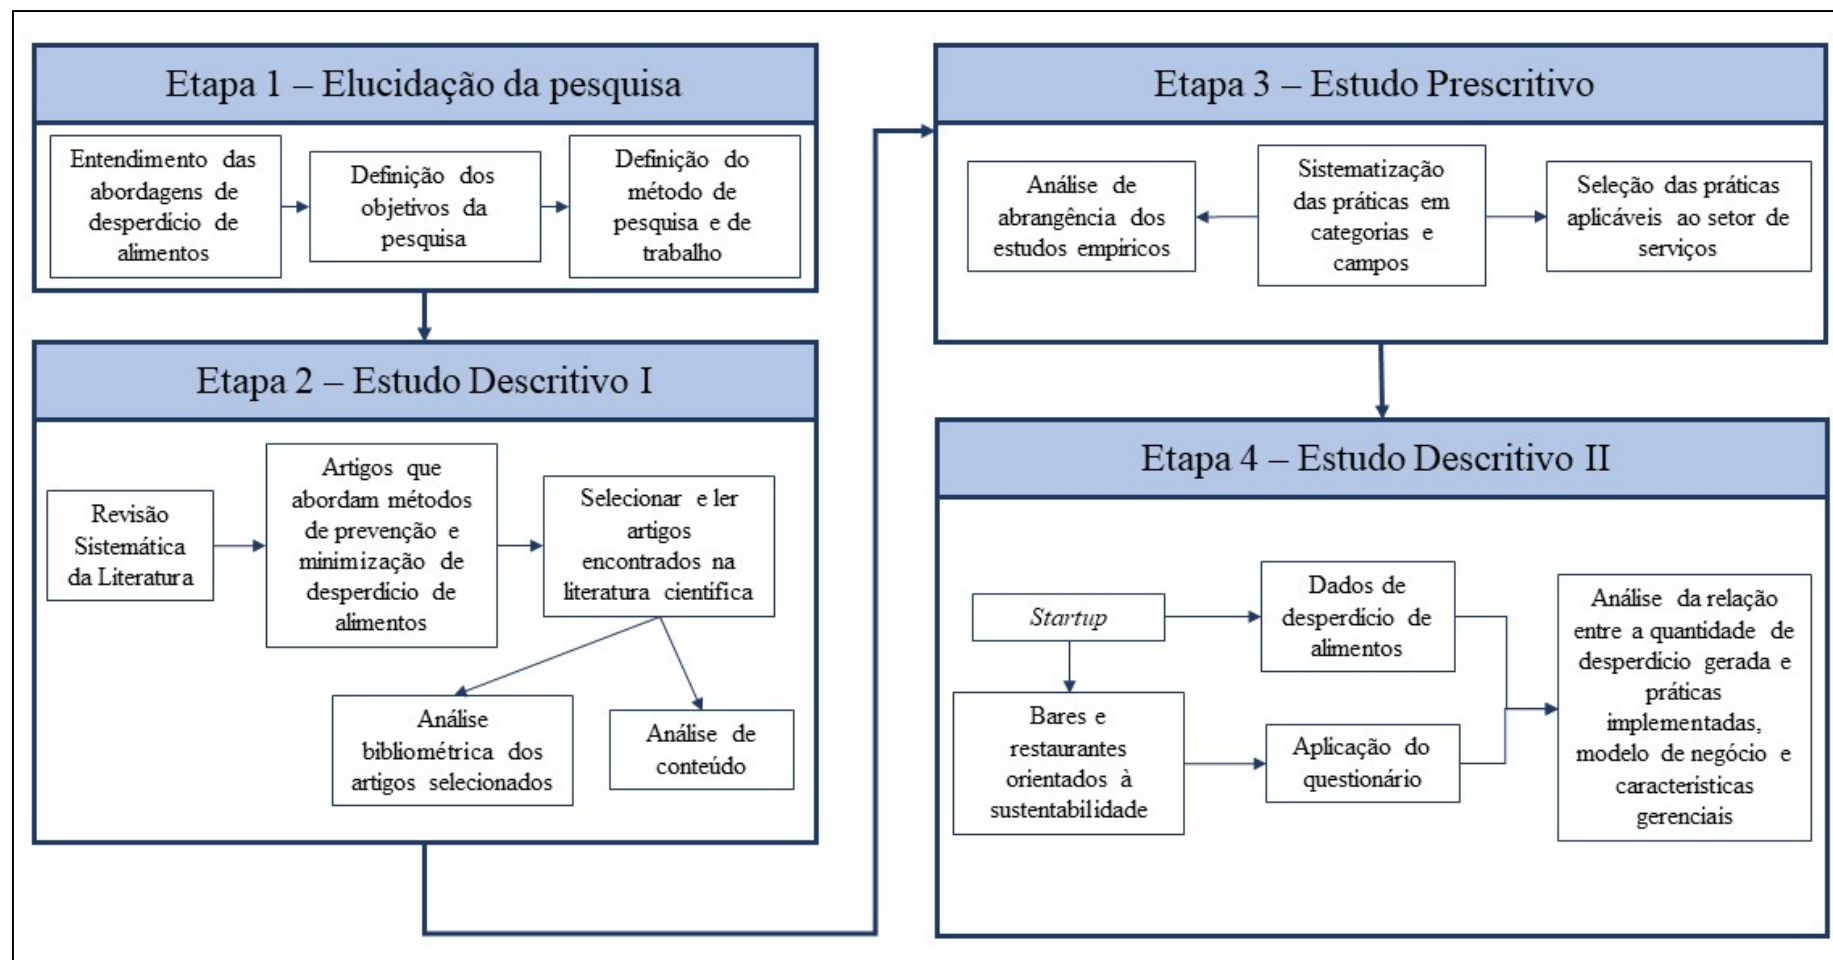 Etapa 1 – Elucidação da pesquisa
Entendimento das
abordagens de
desperdício de
alimentos
Definição dos
objetivos da
pesquisa
Definição do
método de
pesquisa e de
trabalho
Etapa 2 – Estudo Descritivo I
Revisão
Sistemática
da Literatura
Artigos que
abordam métodos
de prevenção e
minimização de
desperdício de
alimentos
Selecionar e ler
artigos
encontrados na
literatura científica
Análise
bibliométrica dos
artigos selecionados
Análise de
conteúdo
Etapa 3 – Estudo Prescritivo
Análise de
abrangência dos
estudos empíricos
Sistematização
das práticas em
categorias e
campos
Seleção das práticas
aplicáveis ao setor de
serviços
Etapa 4 – Estudo Descritivo II
Startup
Dados de
desperdício de
alimentos
Bares e
restaurantes
orientados à
sustentabilidade
Aplicação do
questionário
Análise da relação
entre a quantidade de
desperdício gerada e
práticas
implementadas,
modelo de negócio e
características
gerenciais